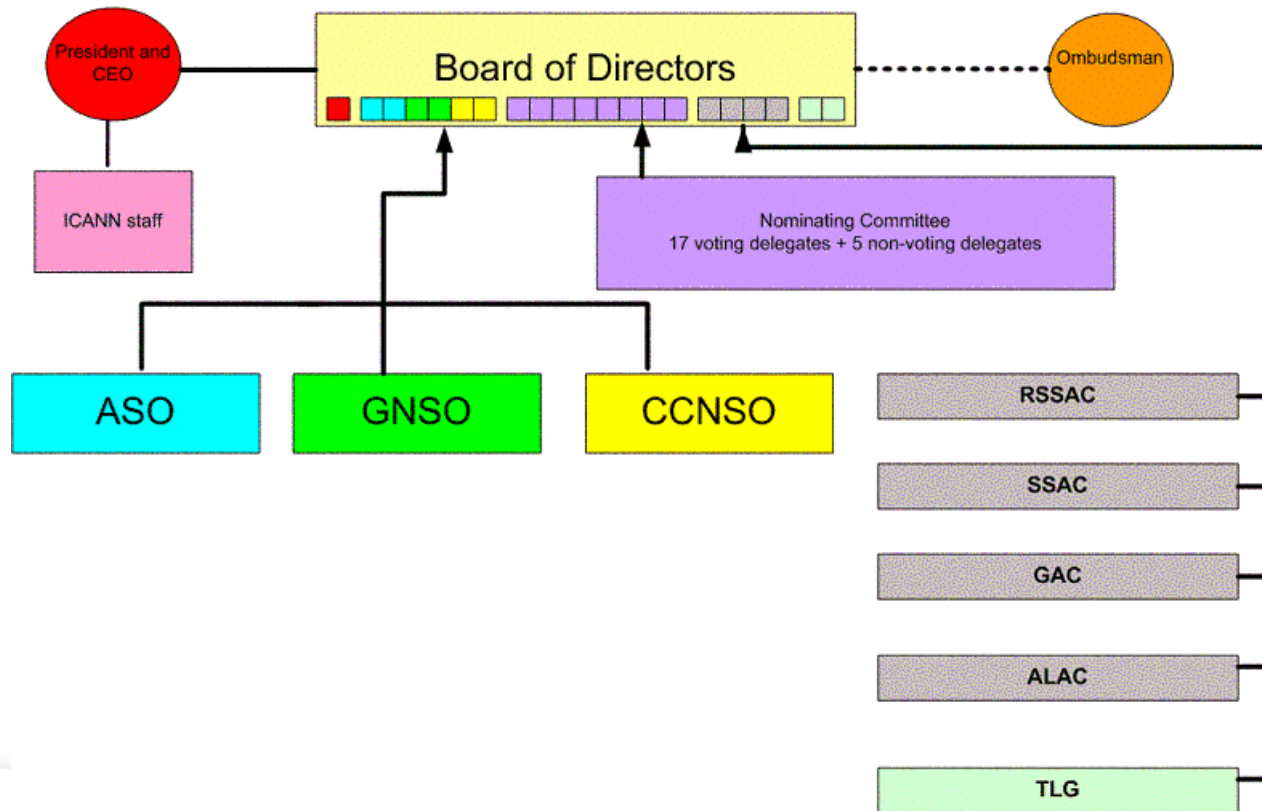 President and
CEO
Board of Directors
Ombudsman
ICANN staff
Nominating Committee
17 voting delegates + 5 non-voting delegates
ASO
GNSO
CCNSO
RSSAC
SSAC
GAC
ALAC
TLG